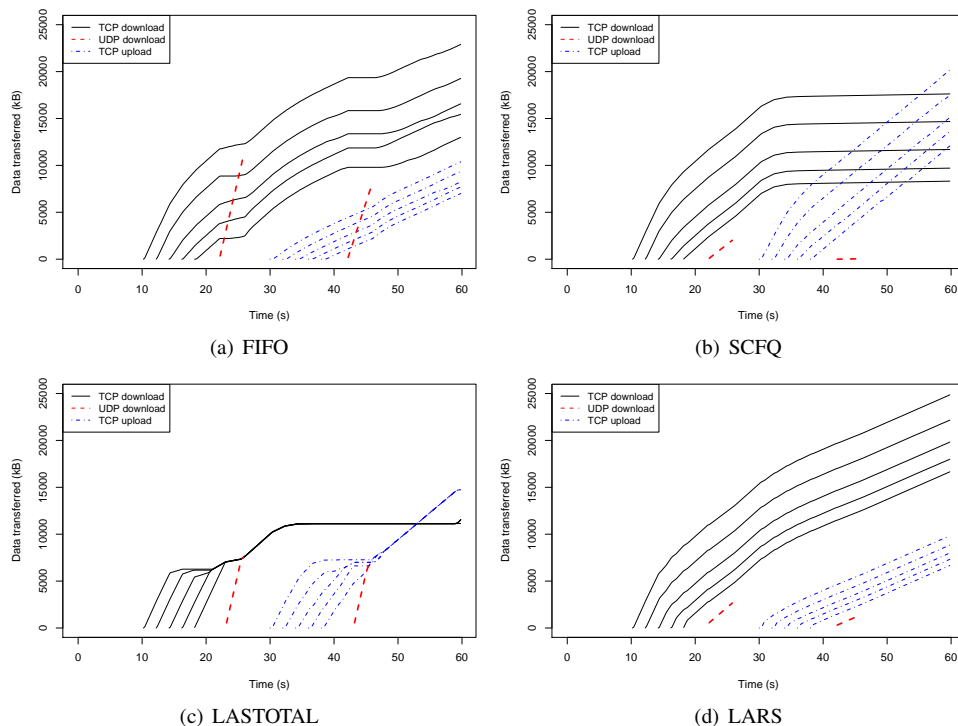 TCP download
UDP download
TCP upload
Data transferred (kB)
0 5000 10000 15000 20000 25000
0 10 20 30 40 50 60
Time (s)
(a) FIFO
TCP download
UDP download
TCP upload
Data transferred (kB)
0 5000 10000 15000 20000 25000
0 10 20 30 40 50 60
Time (s)
(b) SCFQ
TCP download
UDP download
TCP upload
Data transferred (kB)
0 5000 10000 15000 20000 25000
0 10 20 30 40 50 60
Time (s)
(c) LASTOTAL
TCP download
UDP download
TCP upload
Data transferred (kB)
0 5000 10000 15000 20000 25000
0 10 20 30 40 50 60
Time (s)
(d) LARS